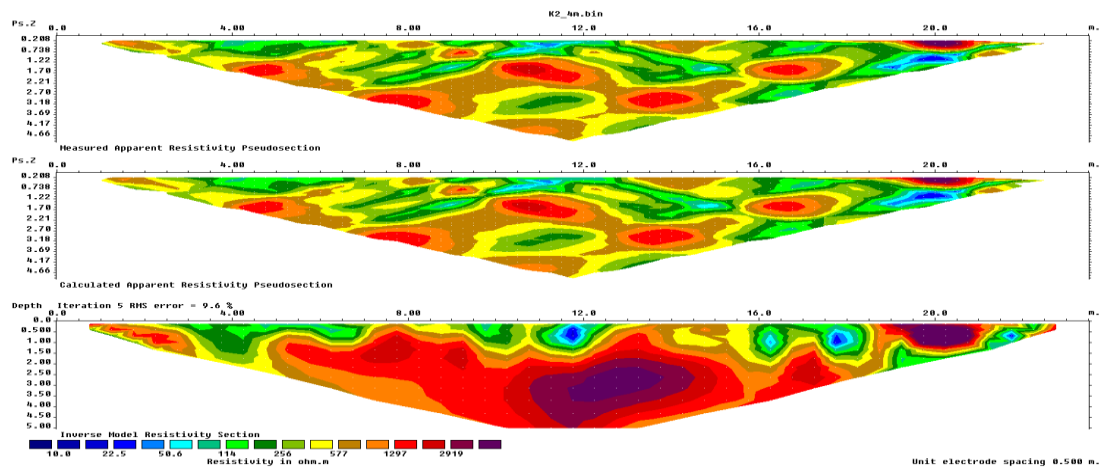 K2_4m.bin
Ps.Z 0.0 4.00 8.00 12.0 16.0 20.0 m.
0.208
0.730
1.22
1.70
2.21
2.70
3.18
3.69
4.17
4.66
Measured Apparent Resistivity Pseudosection
Ps.Z 0.0 4.00 8.00 12.0 16.0 20.0 m.
0.208
0.730
1.22
1.70
2.21
2.70
3.18
3.69
4.17
4.66
Calculated Apparent Resistivity Pseudosection
Depth Iteration 5 RMS error = 9.6 %
0.0 4.00 8.00 12.0 16.0 20.0 m.
0.0
0.500
1.00
1.50
2.00
2.50
3.00
3.50
4.00
4.50
5.00
Inverse Model Resistivity Section
10.0 22.5 50.6 114 256 577 1297 2919
Resistivity in ohm.m
Unit electrode spacing 0.500 m.